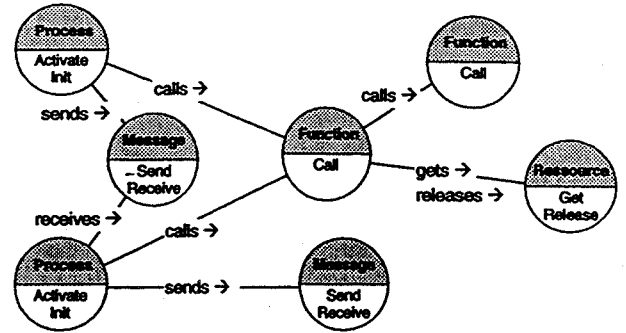 Process
Activate
Init
calls →
sends →
Function
Call
calls →
Message
Send
Receive
Function
Call
gets →
releases →
Ressource
Get
Release
receives →
calls →
Process
Activate
Init
sends →
Message
Send
Receive